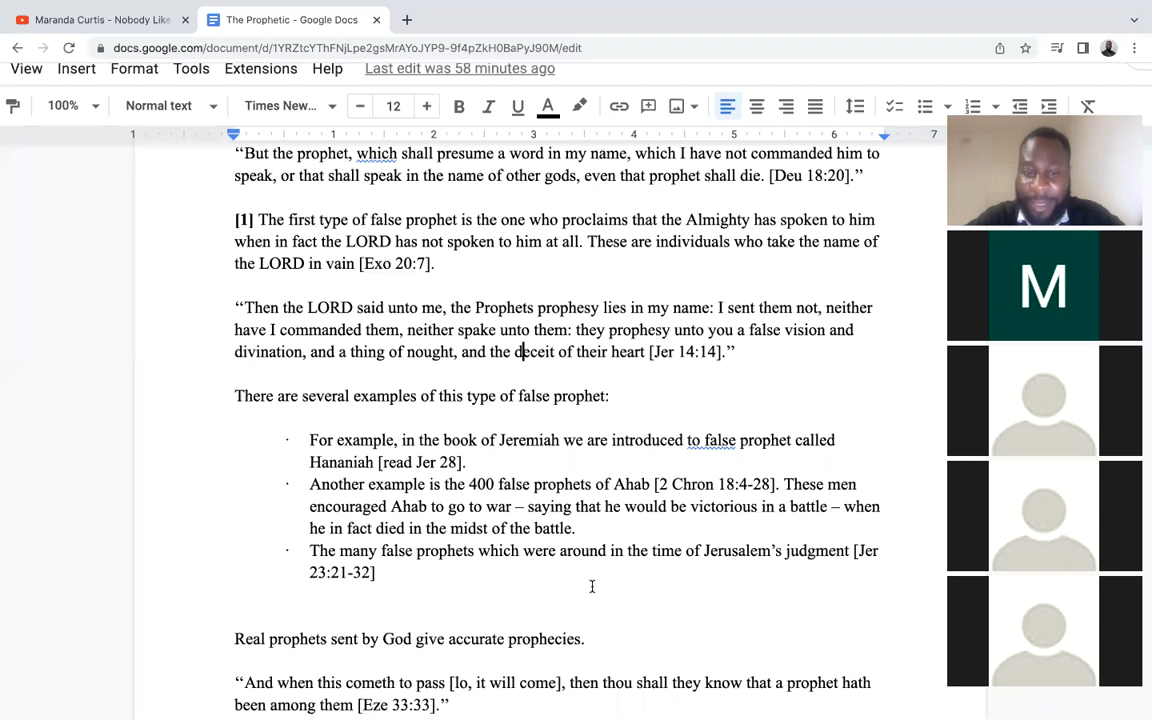 Maranda Curtis - Nobody Like
The Prophetic - Google Docs
docs.google.com/document/d/1YRZtcYThFNjLpe2gsMrAYoJYP9-9f4pZkH0BaPyJ90M/edit
View Insert Format Tools Extensions Help Last edit was 58 minutes ago
100% Normal text Times New... 12 B I U A
1 1 2 3 4 5 6 7
“But the prophet, which shall presume a word in my name, which I have not commanded him to
speak, or that shall speak in the name of other gods, even that prophet shall die. [Deu 18:20].”
[1] The first type of false prophet is the one who proclaims that the Almighty has spoken to him
when in fact the LORD has not spoken to him at all. These are individuals who take the name of
the LORD in vain [Exo 20:7].
“Then the LORD said unto me, the Prophets prophesy lies in my name: I sent them not, neither
have I commanded them, neither spake unto them: they prophesy unto you a false vision and
divination, and a thing of nought, and the deceit of their heart [Jer 14:14].”
There are several examples of this type of false prophet:
· For example, in the book of Jeremiah we are introduced to false prophet called
Hananiah [read Jer 28].
· Another example is the 400 false prophets of Ahab [2 Chron 18:4-28]. These men
encouraged Ahab to go to war – saying that he would be victorious in a battle – when
he in fact died in the midst of the battle.
· The many false prophets which were around in the time of Jerusalem’s judgment [Jer
23:21-32]
Real prophets sent by God give accurate prophecies.
“And when this cometh to pass [lo, it will come], then thou shall they know that a prophet hath
been among them [Eze 33:33].”
M